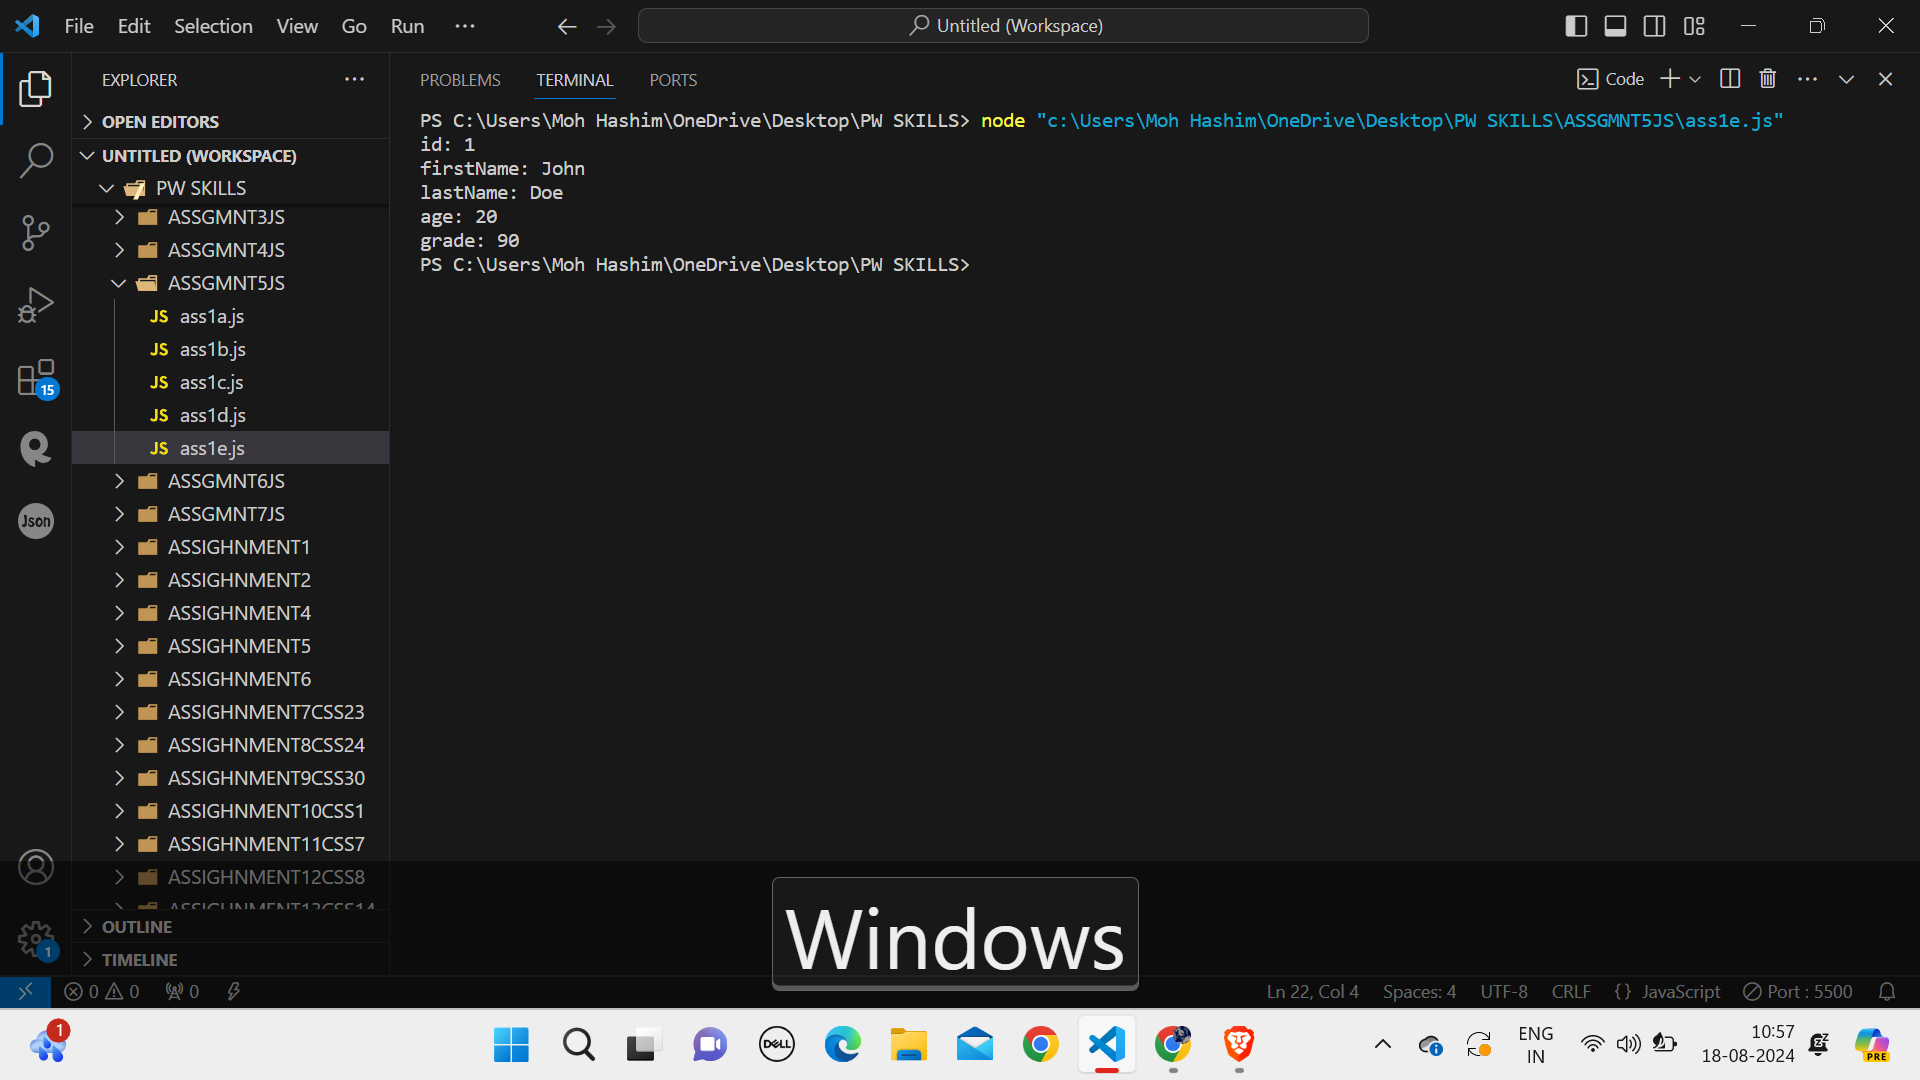 File Edit Selection View Go Run ...
Untitled (Workspace)
EXPLORER ...
OPEN EDITORS
UNTITLED (WORKSPACE)
PW SKILLS
ASSGMNT3JS
ASSGMNT4JS
ASSGMNT5JS
JS ass1a.js
JS ass1b.js
JS ass1c.js
JS ass1d.js
JS ass1e.js
ASSGMNT6JS
ASSGMNT7JS
ASSIGHNMENT1
ASSIGHNMENT2
ASSIGHNMENT4
ASSIGHNMENT5
ASSIGHNMENT6
ASSIGHNMENT7CSS23
ASSIGHNMENT8CSS24
ASSIGHNMENT9CSS30
ASSIGHNMENT10CSS1
ASSIGHNMENT11CSS7
ASSIGHNMENT12CSS8
ASSIGHNMENT13CSS14
OUTLINE
TIMELINE
15
Json
1
PROBLEMS TERMINAL PORTS
Code
PS C:\Users\Moh Hashim\OneDrive\Desktop\PW SKILLS> node "c:\Users\Moh Hashim\OneDrive\Desktop\PW SKILLS\ASSGMNT5JS\ass1e.js"
id: 1
firstName: John
lastName: Doe
age: 20
grade: 90
PS C:\Users\Moh Hashim\OneDrive\Desktop\PW SKILLS>
Windows
0 0 0
Ln 22, Col 4 Spaces: 4 UTF-8 CRLF {} JavaScript Port : 5500
1
DELL
ENG
IN
10:57
18-08-2024
PRE